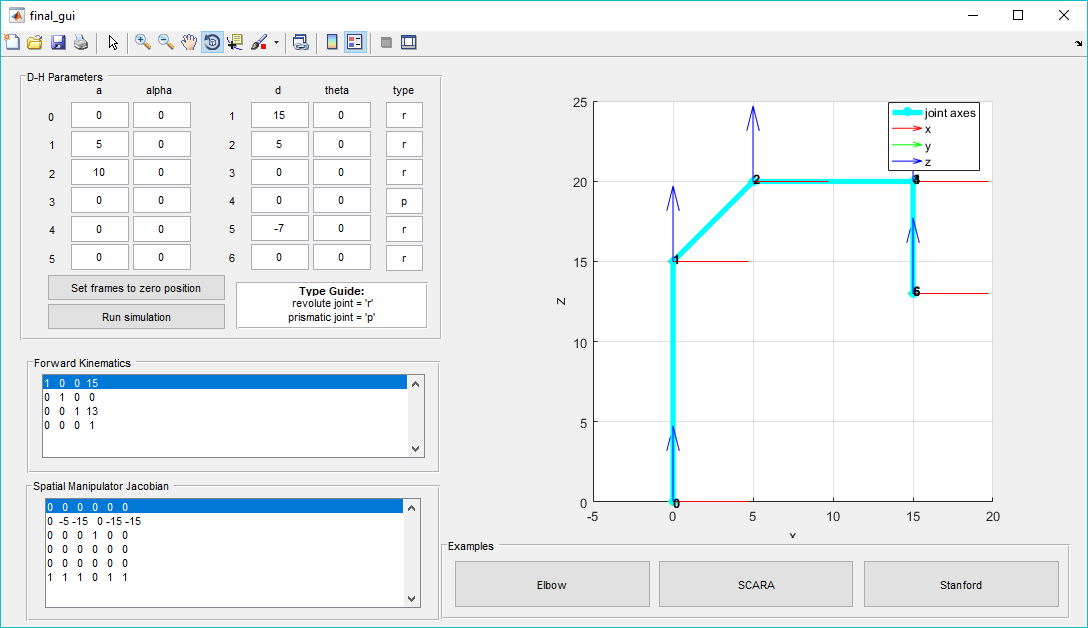 final_gui
D-H Parameters
a alpha d theta type
0 0 0 1 15 0 r
1 5 0 2 5 0 r
2 10 0 3 0 0 r
3 0 0 4 0 0 p
4 0 0 5 -7 0 r
5 0 0 6 0 0 r
Set frames to zero position
Run simulation
Type Guide:
revolute joint = 'r'
prismatic joint = 'p'
Forward Kinematics
1 0 0 15
0 1 0 0
0 0 1 13
0 0 0 1
Spatial Manipulator Jacobian
0 0 0 0 0 0
0 -5 -15 0 -15 -15
0 0 0 1 0 0
0 0 0 0 0 0
0 0 0 0 0 0
1 1 1 0 1 1
joint axes
x
y
z
25
20
15
10
5
0
z
-5 0 5 10 15 20
0
1
2
6
Examples
Elbow
SCARA
Stanford